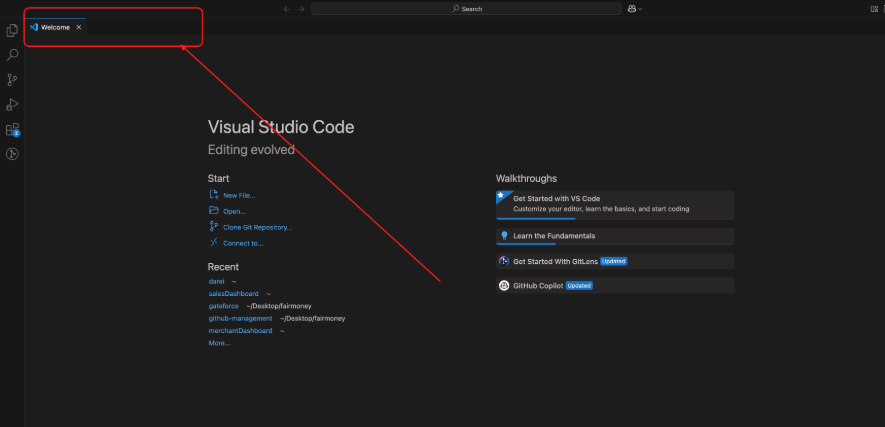 Search
Welcome
Visual Studio Code
Editing evolved
Start
New File...
Open...
Clone Git Repository...
Connect to...
Recent
darei ~
salesDashboard ~
gateforce ~/Desktop/fairmoney
github-management ~/Desktop/fairmoney
merchantDashboard ~
More...
Walkthroughs
Get Started with VS Code
Customize your editor, learn the basics, and start coding
Learn the Fundamentals
Get Started With GitLens Updated
GitHub Copilot Updated